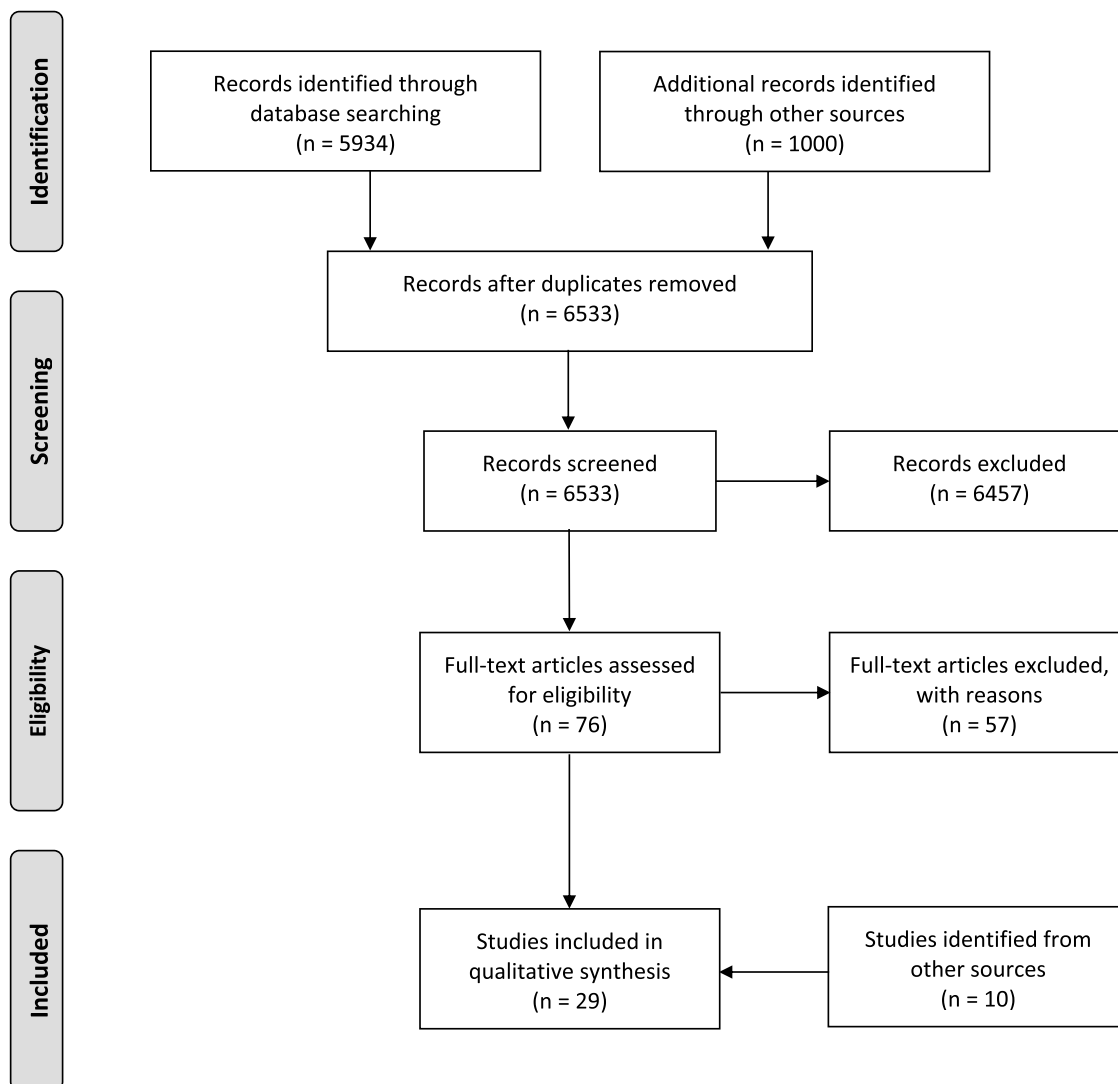 Identification
Records identified through
database searching
(n = 5934)
Additional records identified
through other sources
(n = 1000)
Records after duplicates removed
(n = 6533)
Screening
Records screened
(n = 6533)
Records excluded
(n = 6457)
Eligibility
Full-text articles assessed
for eligibility
(n = 76)
Full-text articles excluded,
with reasons
(n = 57)
Included
Studies included in
qualitative synthesis
(n = 29)
Studies identified from
other sources
(n = 10)